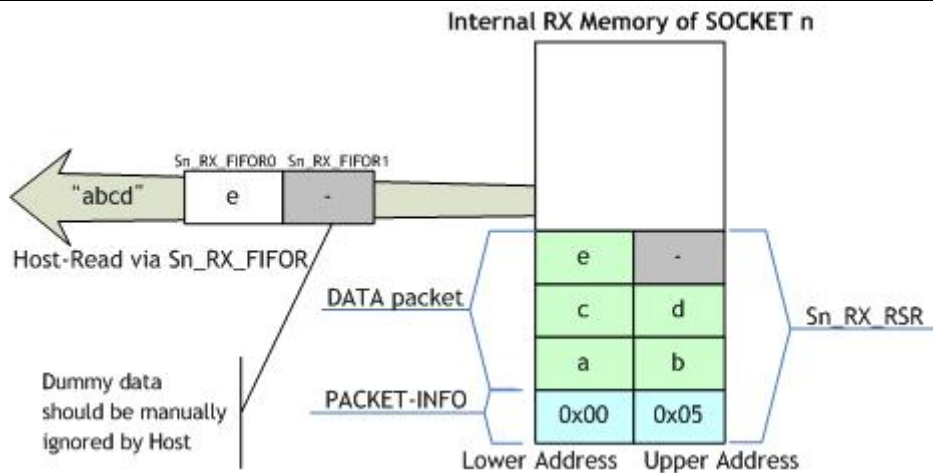 Internal RX Memory of SOCKET n
Sn_RX_FIFOR0 Sn_RX_FIFOR1
"abcd" e -
Host-Read via Sn_RX_FIFOR
e -
DATA packet
c d
Sn_RX_RSR
a b
Dummy data
should be manually
ignored by Host
PACKET-INFO
0x00 0x05
Lower Address Upper Address